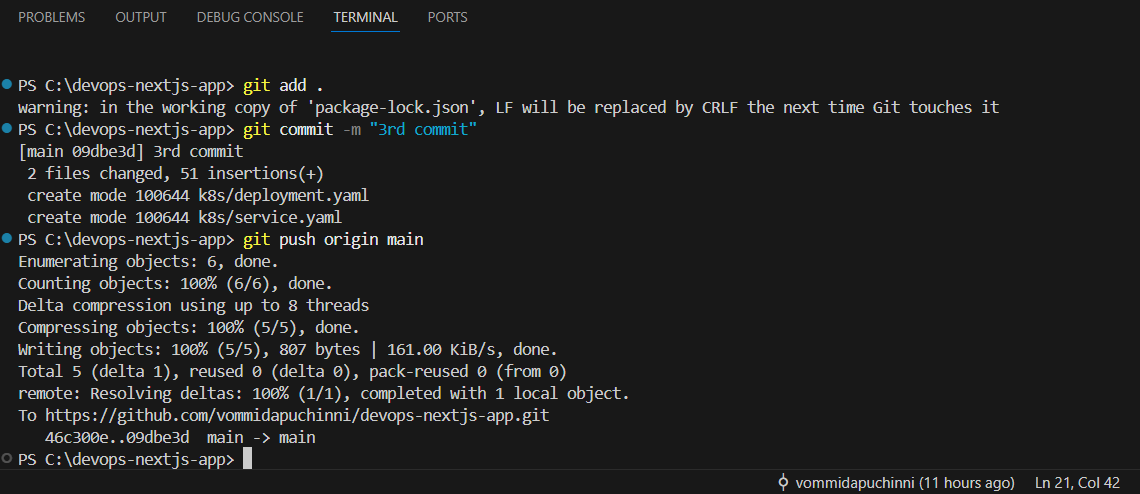 PROBLEMS OUTPUT DEBUG CONSOLE TERMINAL PORTS
PS C:\devops-nextjs-app> git add .
warning: in the working copy of 'package-lock.json', LF will be replaced by CRLF the next time Git touches it
PS C:\devops-nextjs-app> git commit -m "3rd commit"
[main 09dbe3d] 3rd commit
 2 files changed, 51 insertions(+)
 create mode 100644 k8s/deployment.yaml
 create mode 100644 k8s/service.yaml
PS C:\devops-nextjs-app> git push origin main
Enumerating objects: 6, done.
Counting objects: 100% (6/6), done.
Delta compression using up to 8 threads
Compressing objects: 100% (5/5), done.
Writing objects: 100% (5/5), 807 bytes | 161.00 KiB/s, done.
Total 5 (delta 1), reused 0 (delta 0), pack-reused 0 (from 0)
remote: Resolving deltas: 100% (1/1), completed with 1 local object.
To https://github.com/vommidapuchinni/devops-nextjs-app.git
   46c300e..09dbe3d  main -> main
PS C:\devops-nextjs-app>
vommidapuchinni (11 hours ago) Ln 21, Col 42